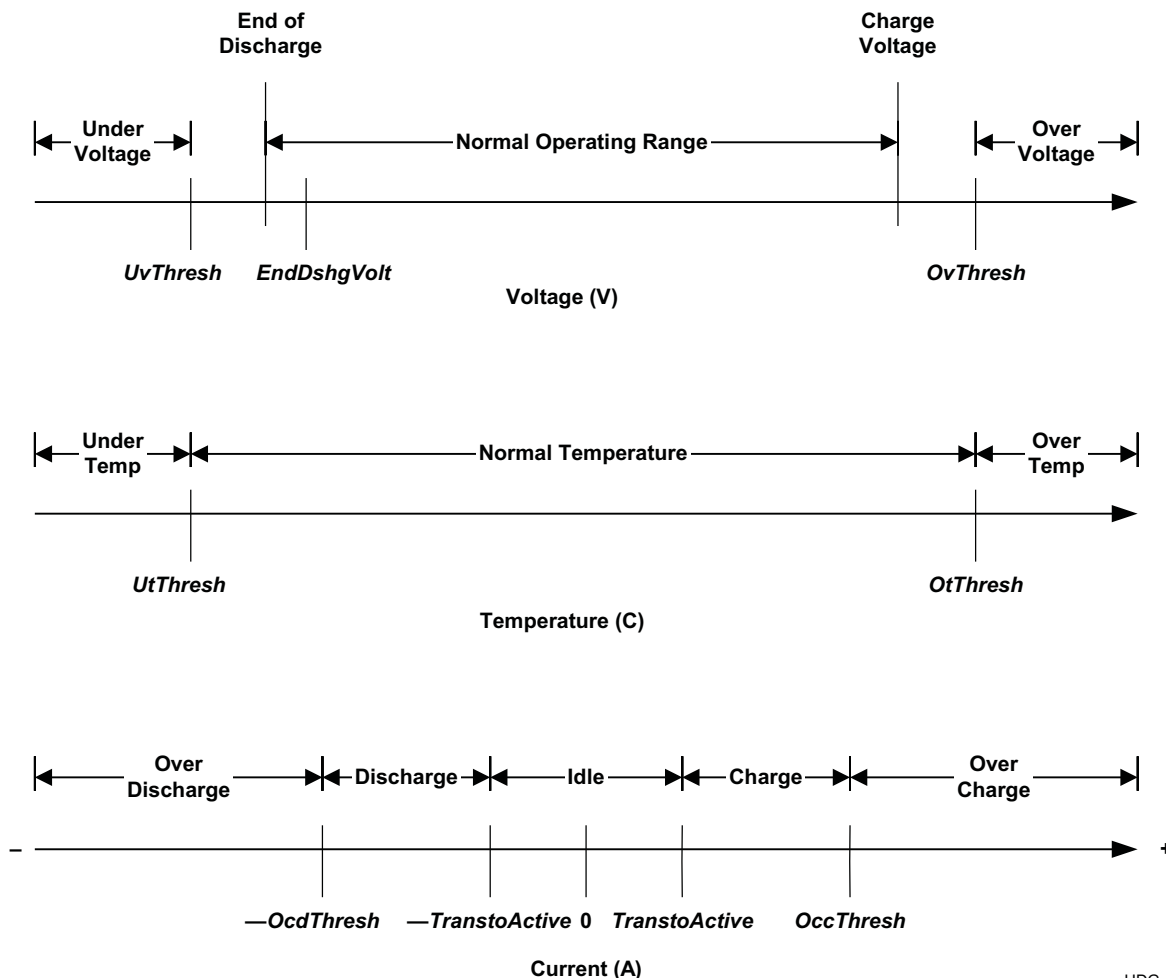 End of
Discharge
Charge
Voltage
Under
Voltage
Normal Operating Range
Over
Voltage
UvThresh
EndDshgVolt
OvThresh
Voltage (V)
Under
Temp
Normal Temperature
Over
Temp
UtThresh
OtThresh
Temperature (C)
Over
Discharge
Discharge
Idle
Charge
Over
Charge
–
+
—OcdThresh
—TranstoActive
0
TranstoActive
OccThresh
Current (A)